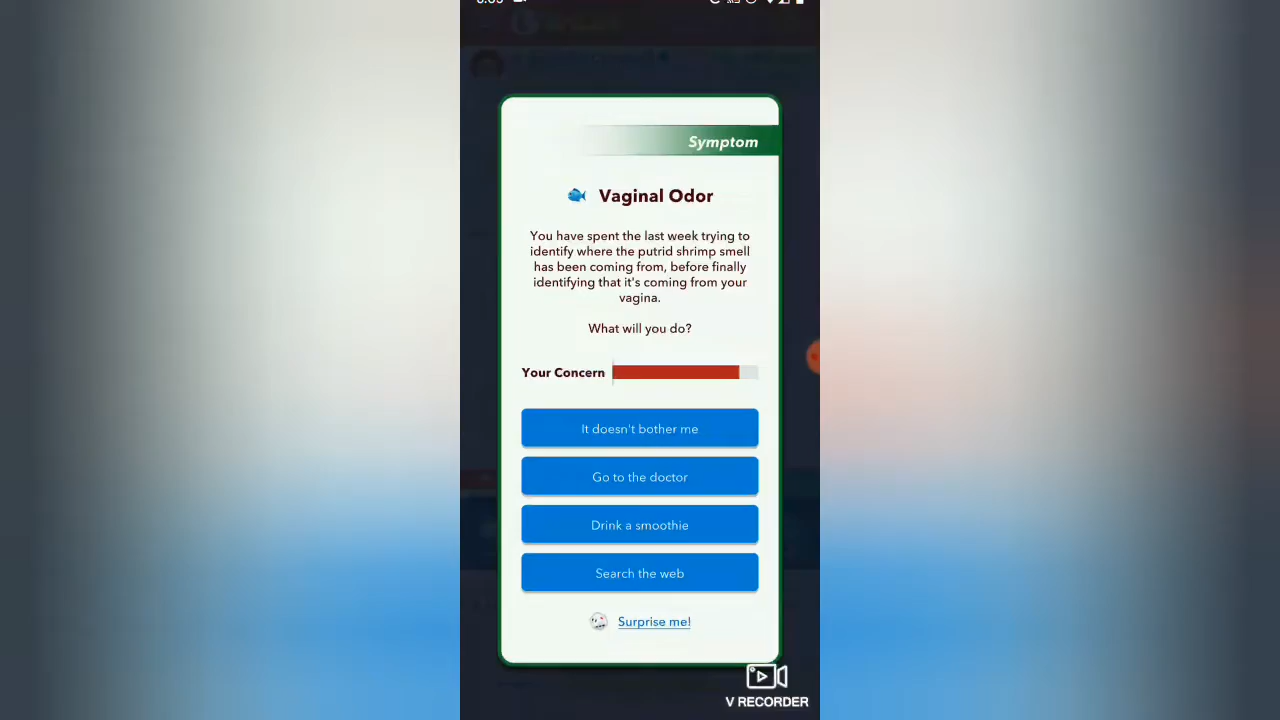 Symptom
Vaginal Odor
You have spent the last week trying to
identify where the putrid shrimp smell
has been coming from, before finally
identifying that it's coming from your
vagina.
What will you do?
Your Concern
It doesn't bother me
Go to the doctor
Drink a smoothie
Search the web
Surprise me!
V RECORDER